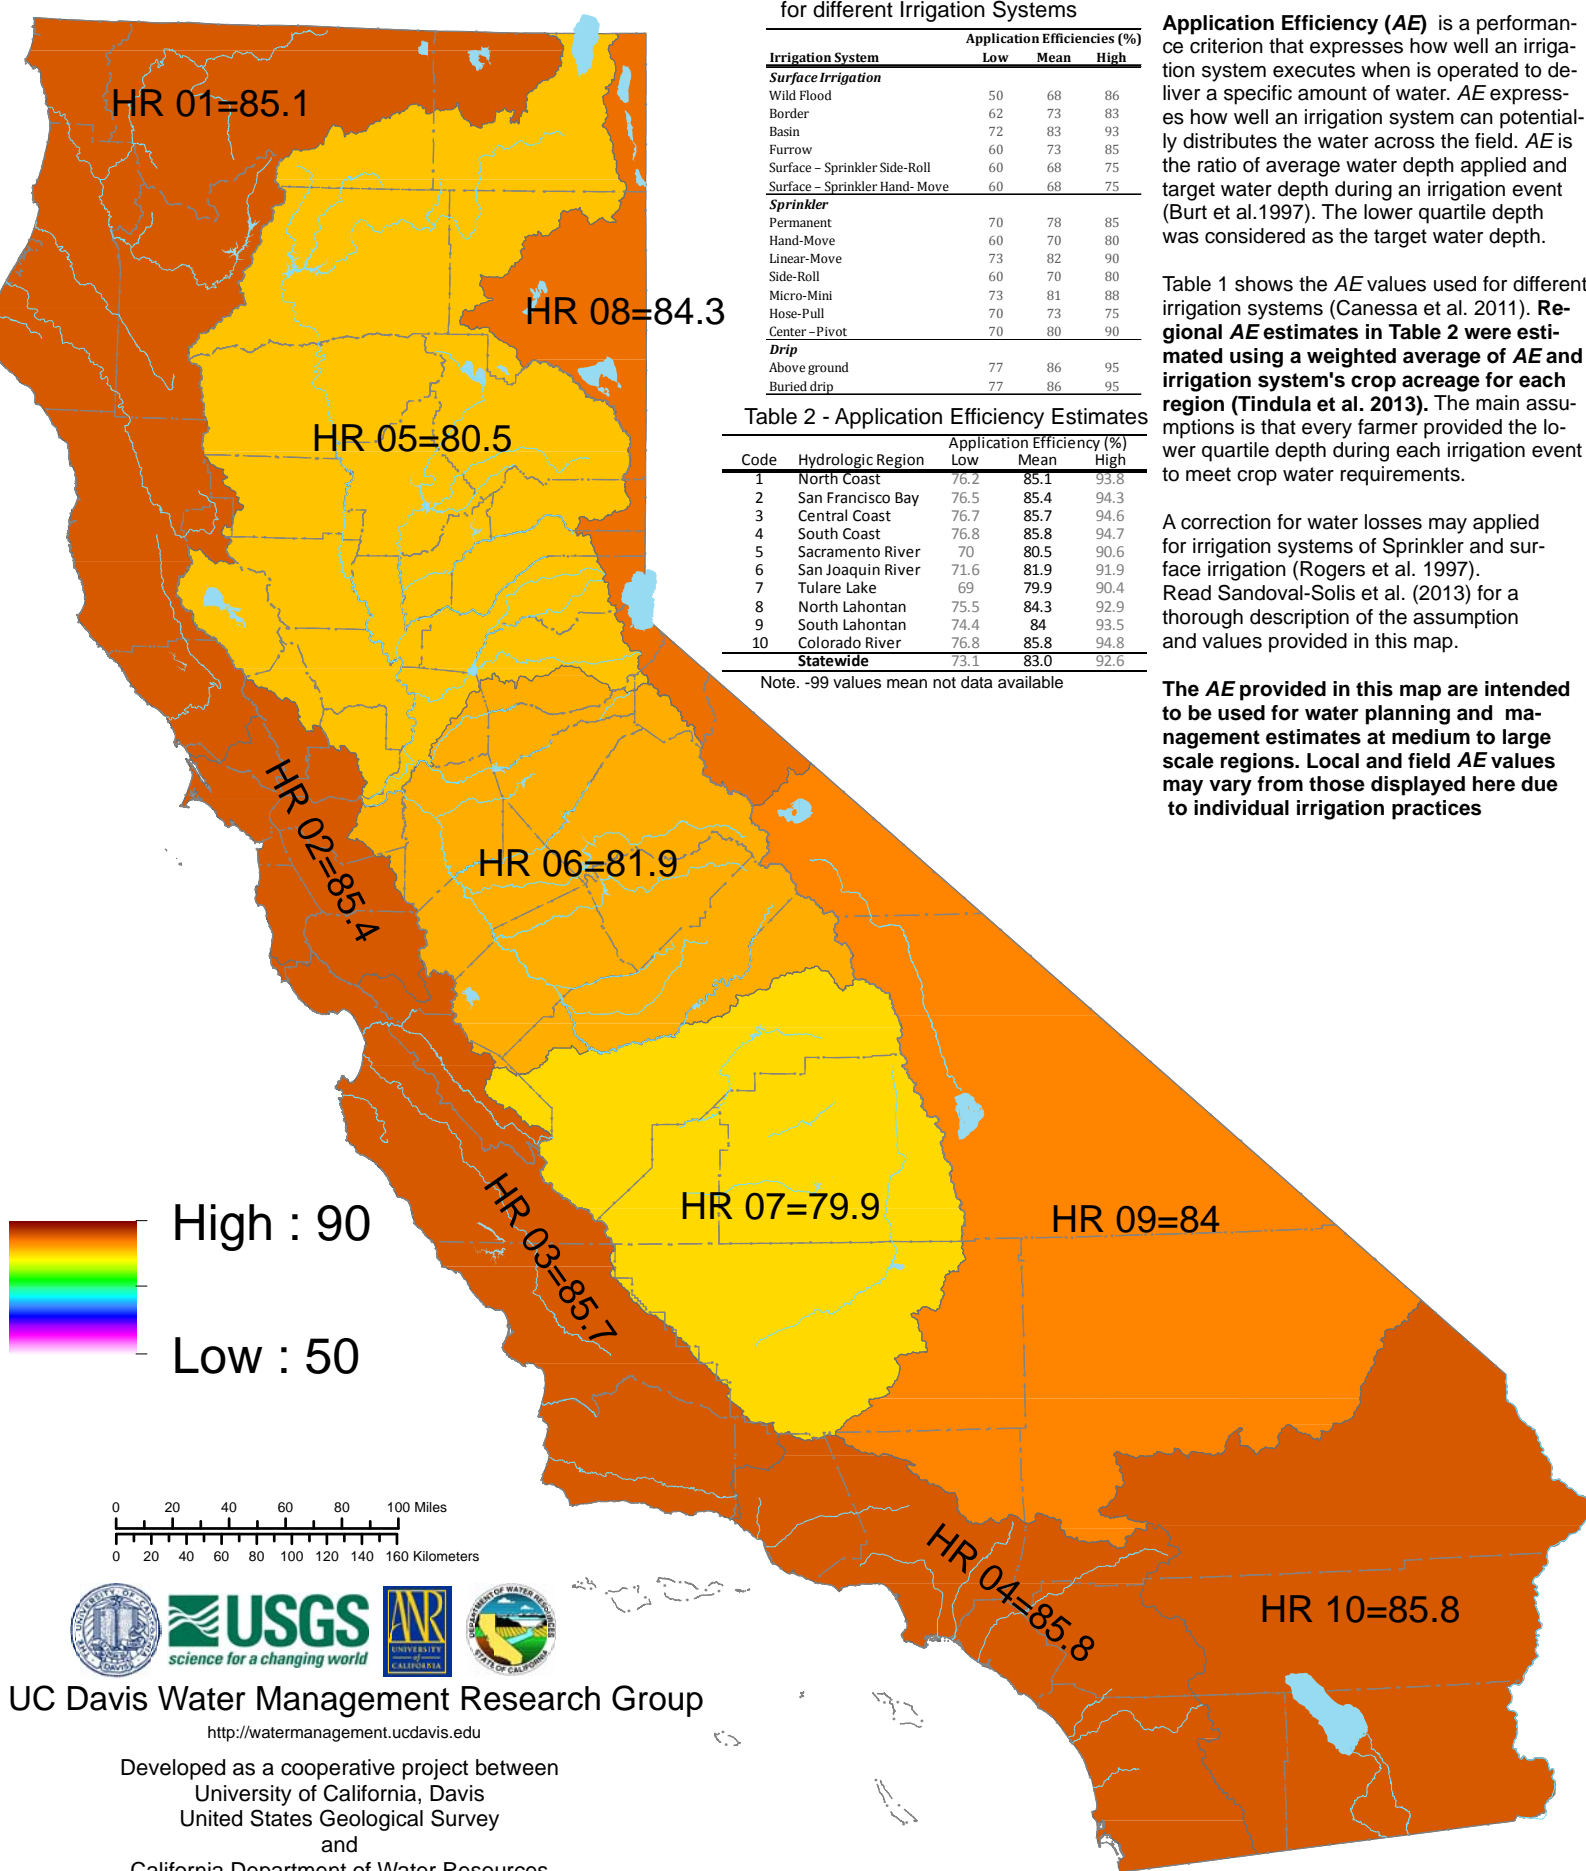 for different Irrigation Systems
Application Efficiencies (%)
Irrigation System Low Mean High
Surface Irrigation
Wild Flood 50 68 86
Border 62 73 83
Basin 72 83 93
Furrow 60 73 85
Surface – Sprinkler Side-Roll 60 68 75
Surface – Sprinkler Hand- Move 60 68 75
Sprinkler
Permanent 70 78 85
Hand-Move 60 70 80
Linear-Move 73 82 90
Side-Roll 60 70 80
Micro-Mini 73 81 88
Hose-Pull 70 73 75
Center –Pivot 70 80 90
Drip
Above ground 77 86 95
Buried drip 77 86 95
Table 2 - Application Efficiency Estimates
Application Efficiency (%)
Code Hydrologic Region Low Mean High
1 North Coast 76.2 85.1 93.8
2 San Francisco Bay 76.5 85.4 94.3
3 Central Coast 76.7 85.7 94.6
4 South Coast 76.8 85.8 94.7
5 Sacramento River 70 80.5 90.6
6 San Joaquin River 71.6 81.9 91.9
7 Tulare Lake 69 79.9 90.4
8 North Lahontan 75.5 84.3 92.9
9 South Lahontan 74.4 84 93.5
10 Colorado River 76.8 85.8 94.8
Statewide 73.1 83.0 92.6
Note. -99 values mean not data available
Application Efficiency (AE) is a performan-
ce criterion that expresses how well an irriga-
tion system executes when is operated to de-
liver a specific amount of water. AE express-
es how well an irrigation system can potential-
ly distributes the water across the field. AE is
the ratio of average water depth applied and
target water depth during an irrigation event
(Burt et al.1997). The lower quartile depth
was considered as the target water depth.
Table 1 shows the AE values used for different
irrigation systems (Canessa et al. 2011). Re-
gional AE estimates in Table 2 were esti-
mated using a weighted average of AE and
irrigation system's crop acreage for each
region (Tindula et al. 2013). The main assu-
mptions is that every farmer provided the lo-
wer quartile depth during each irrigation event
to meet crop water requirements.
A correction for water losses may applied
for irrigation systems of Sprinkler and sur-
face irrigation (Rogers et al. 1997).
Read Sandoval-Solis et al. (2013) for a
thorough description of the assumption
and values provided in this map.
The AE provided in this map are intended
to be used for water planning and ma-
nagement estimates at medium to large
scale regions. Local and field AE values
may vary from those displayed here due
to individual irrigation practices
HR 01=85.1
HR 08=84.3
HR 05=80.5
HR 02=85.4
HR 06=81.9
HR 03=85.7
HR 07=79.9
HR 09=84
HR 04=85.8
HR 10=85.8
High : 90
Low : 50
0 20 40 60 80 100 Miles
0 20 40 60 80 100 120 140 160 Kilometers
UNIVERSITY OF CALIFORNIA
DAVIS
USGS
science for a changing world
ANR
UNIVERSITY
of
CALIFORNIA
DEPARTMENT OF WATER RESOURCES
STATE OF CALIFORNIA
UC Davis Water Management Research Group
http://watermanagement.ucdavis.edu
Developed as a cooperative project between
University of California, Davis
United States Geological Survey
and
California Department of Water Resources